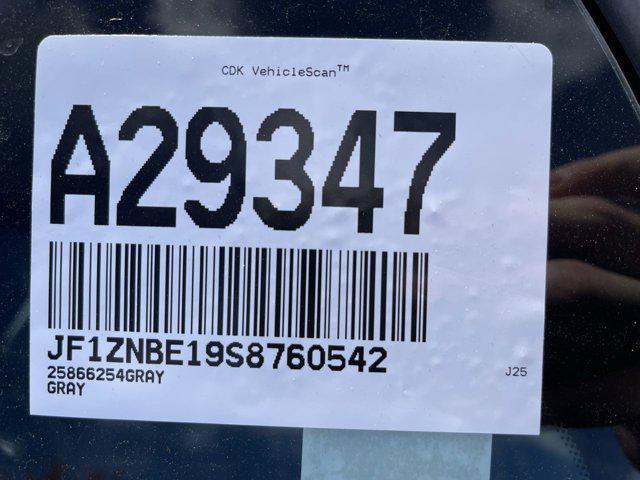 CDK VehicleScan™
A29347
JF1ZNBE19S8760542
25866254GRAY
GRAY
J25